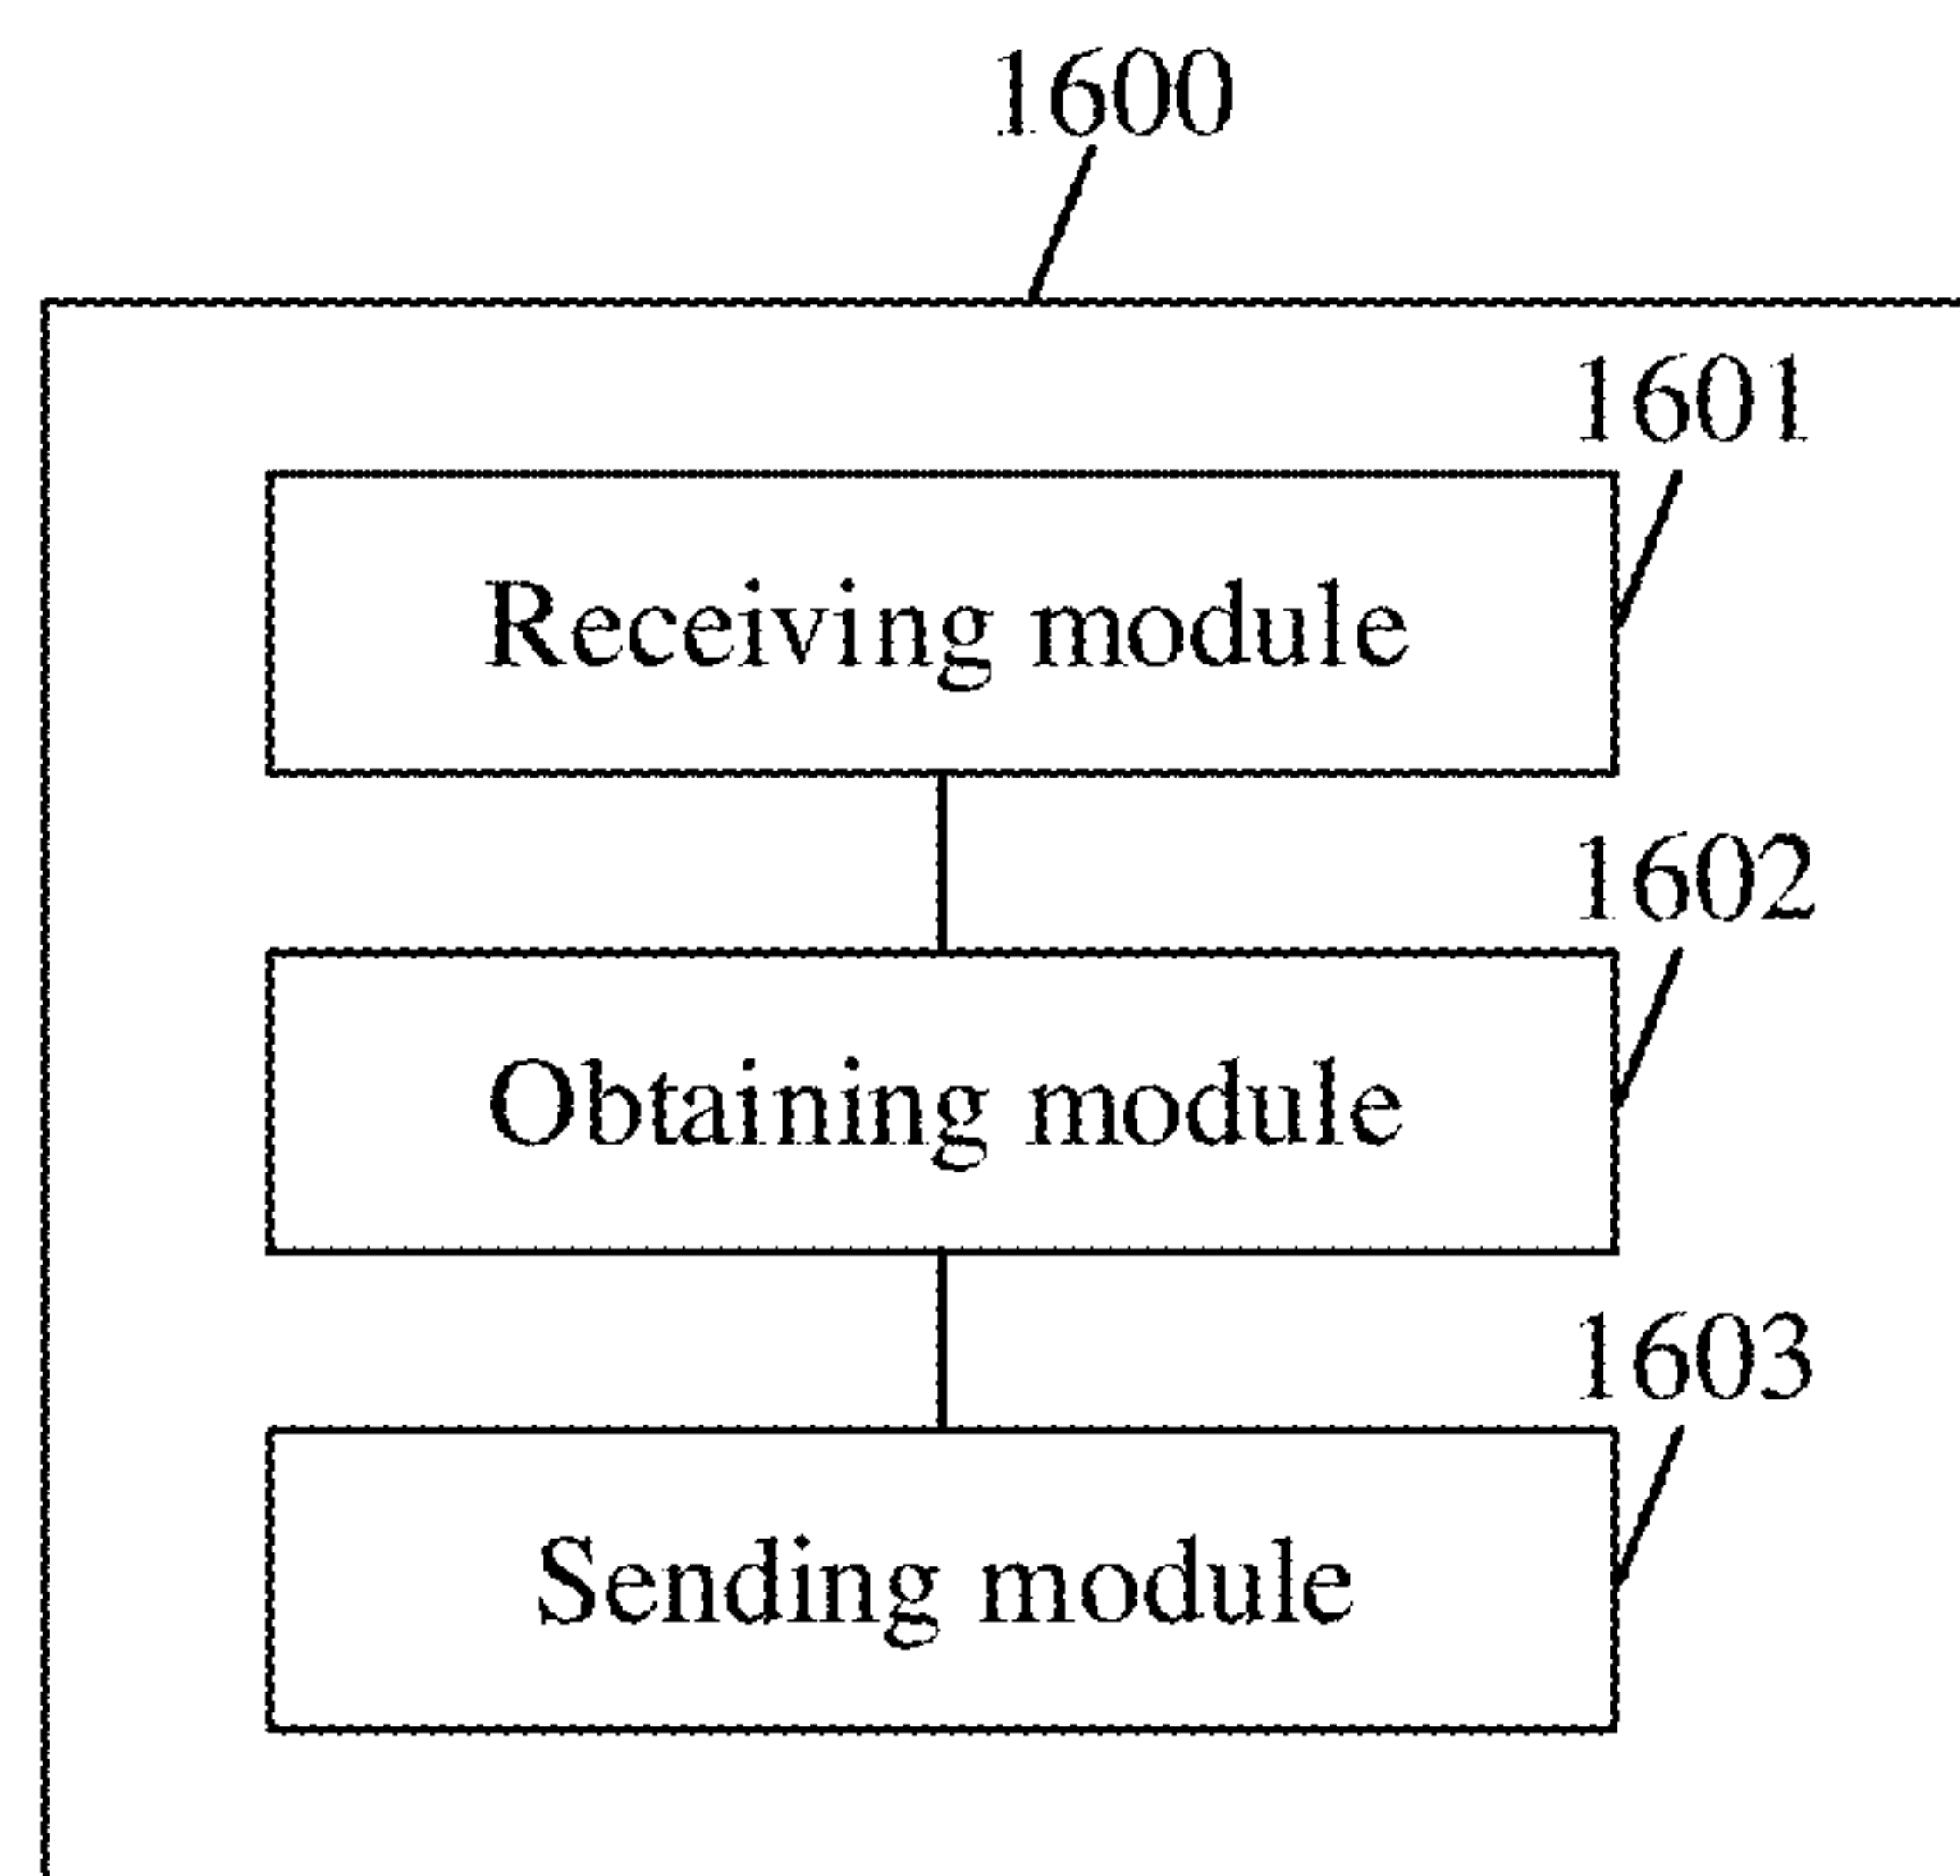 1600
1601
Receiving module
1602
Obtaining module
1603
Sending module